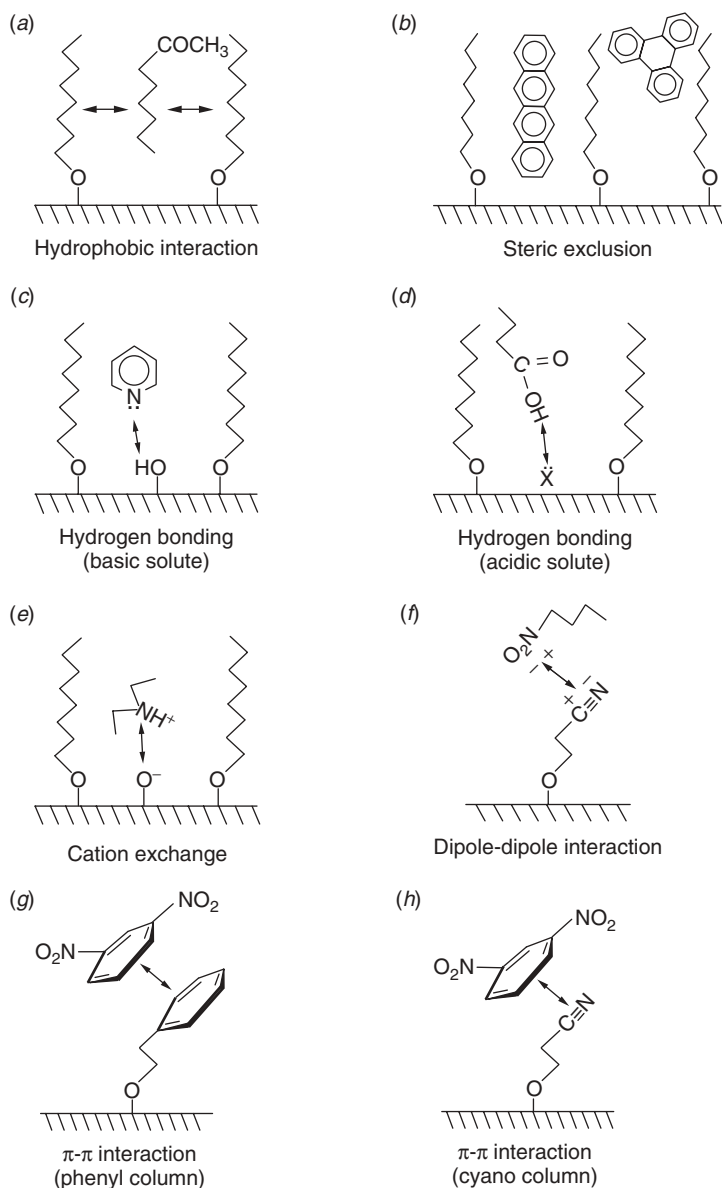 (a)
COCH3
O
O
Hydrophobic interaction
(b)
O
O
O
Steric exclusion
(c)
N̈
O
HO
O
Hydrogen bonding
(basic solute)
(d)
C = O
OH
O
Ẍ
O
Hydrogen bonding
(acidic solute)
(e)
NH+
O
O−
O
Cation exchange
(f)
O2N
− +
+ −
C≡N
O
Dipole-dipole interaction
(g)
NO2
O2N
O
π-π interaction
(phenyl column)
(h)
NO2
O2N
C≡N
O
π-π interaction
(cyano column)